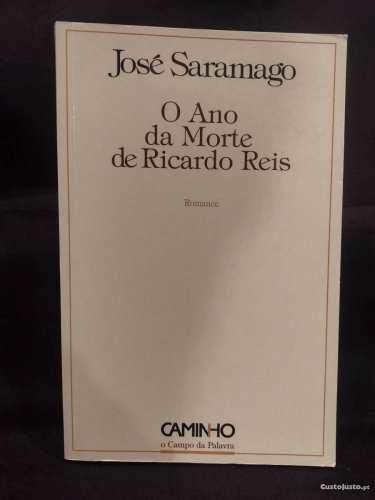 José Saramago
O Ano
da Morte
de Ricardo Reis
Romance
CAMINHO
o Campo da Palavra
CustoJusto.pt